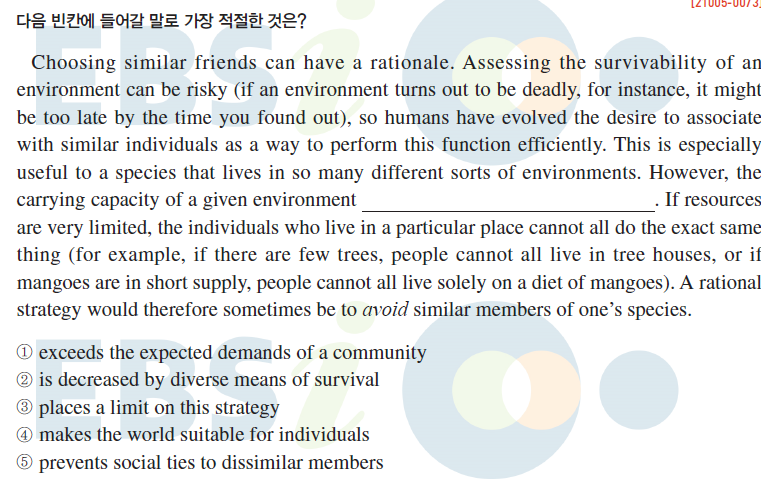 [21005-0073]
다음 빈칸에 들어갈 말로 가장 적절한 것은?
Choosing similar friends can have a rationale. Assessing the survivability of an
environment can be risky (if an environment turns out to be deadly, for instance, it might
be too late by the time you found out), so humans have evolved the desire to associate
with similar individuals as a way to perform this function efficiently. This is especially
useful to a species that lives in so many different sorts of environments. However, the
carrying capacity of a given environment ______________________________. If resources
are very limited, the individuals who live in a particular place cannot all do the exact same
thing (for example, if there are few trees, people cannot all live in tree houses, or if
mangoes are in short supply, people cannot all live solely on a diet of mangoes). A rational
strategy would therefore sometimes be to avoid similar members of one's species.
① exceeds the expected demands of a community
② is decreased by diverse means of survival
③ places a limit on this strategy
④ makes the world suitable for individuals
⑤ prevents social ties to dissimilar members
EBSi
EBSi